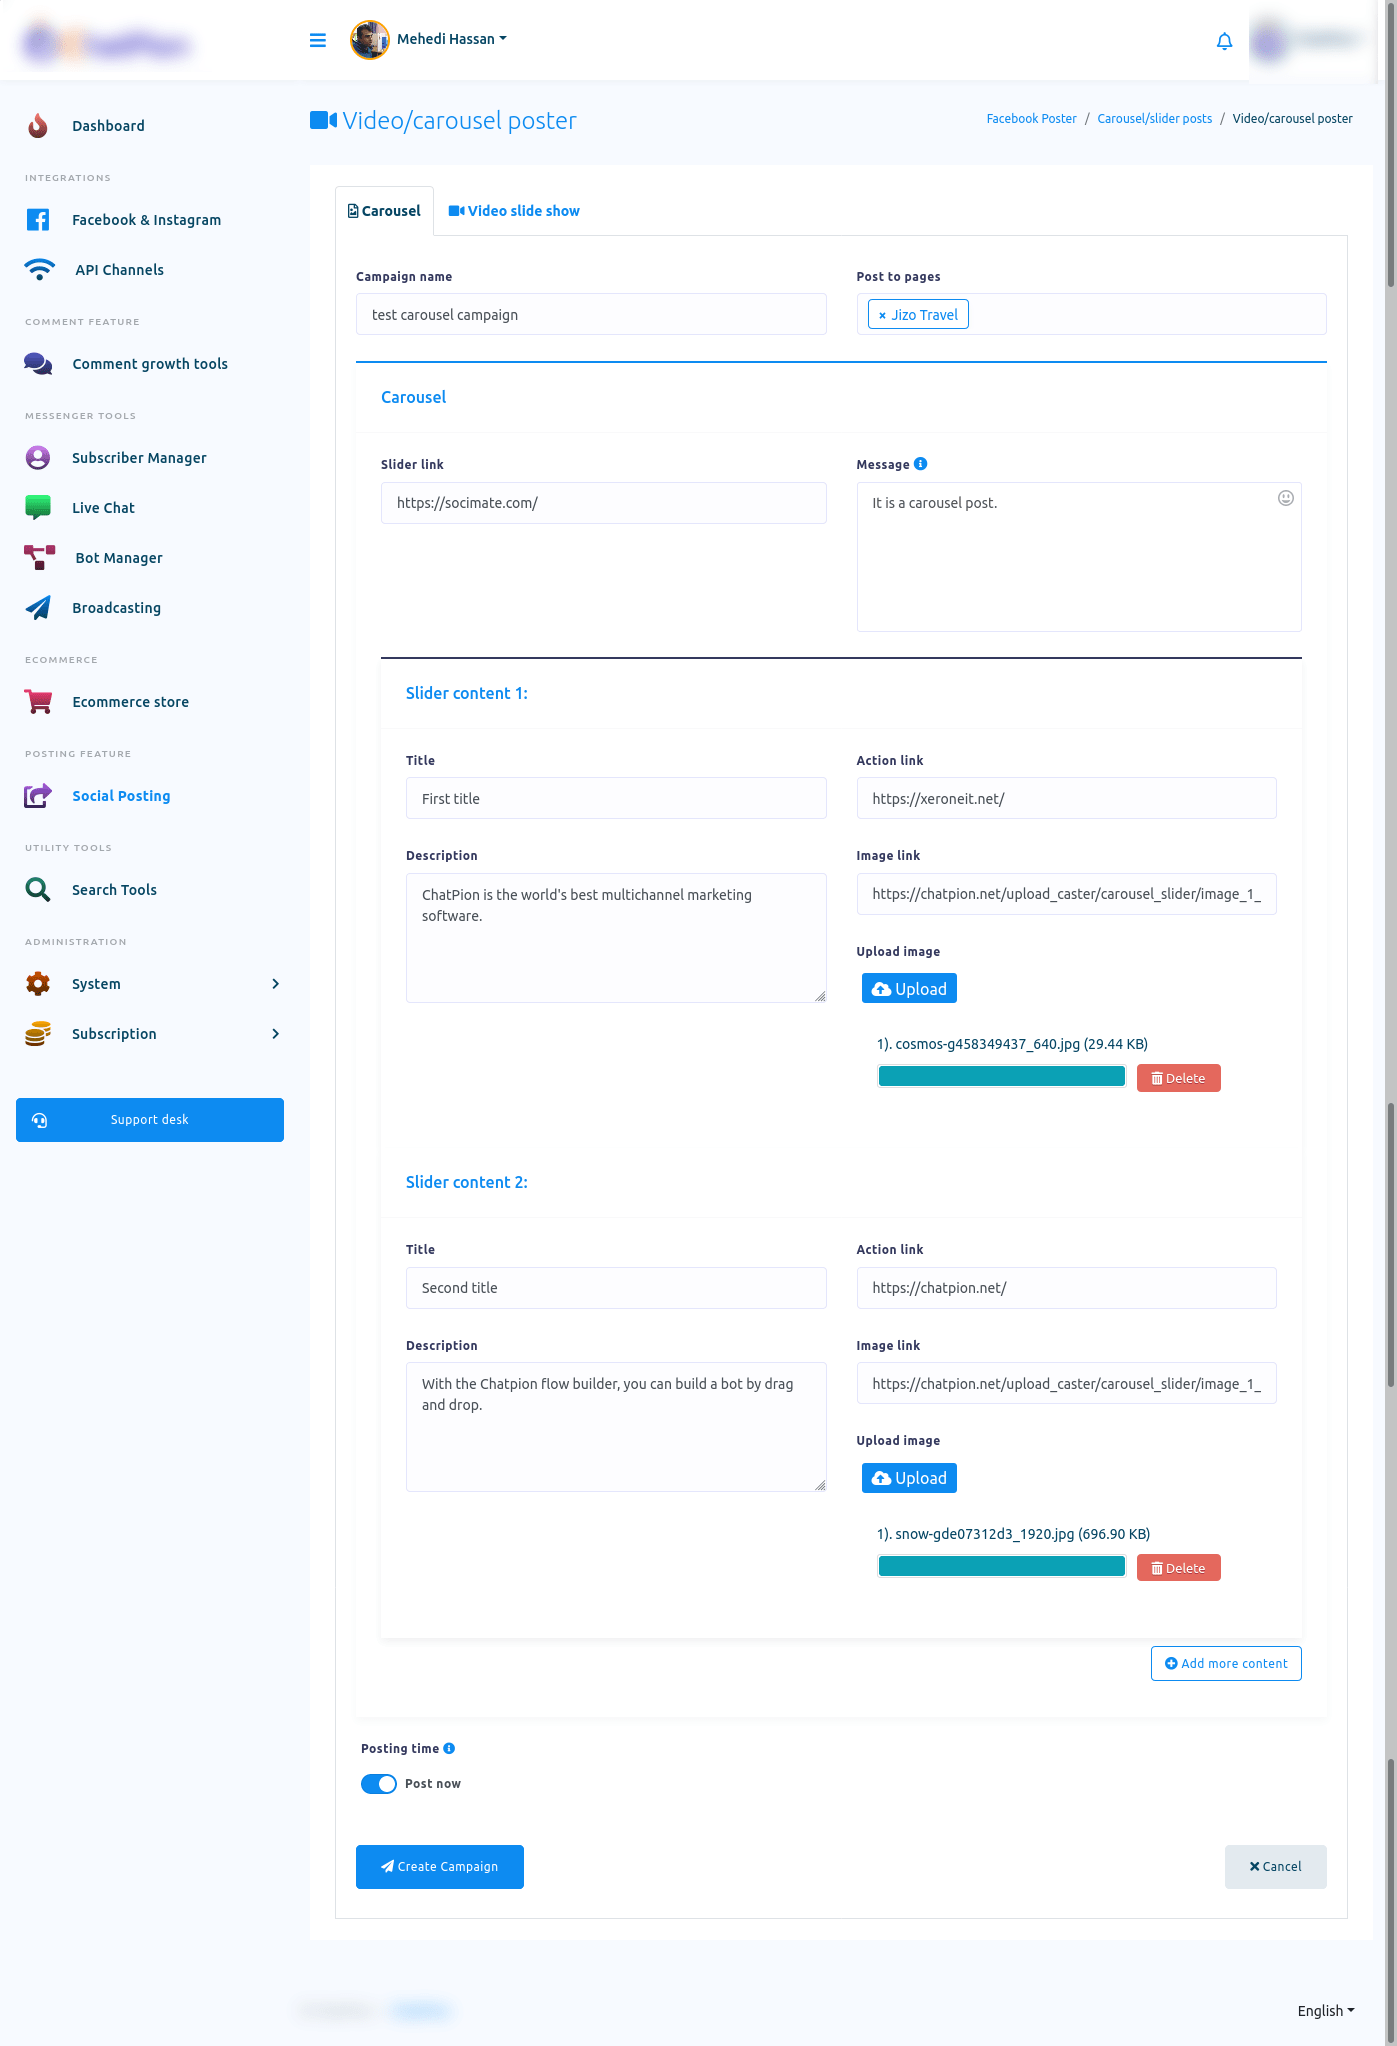 Mehedi Hassan
Dashboard
INTEGRATIONS
Facebook & Instagram
API Channels
COMMENT FEATURE
Comment growth tools
MESSENGER TOOLS
Subscriber Manager
Live Chat
Bot Manager
Broadcasting
ECOMMERCE
Ecommerce store
POSTING FEATURE
Social Posting
UTILITY TOOLS
Search Tools
ADMINISTRATION
System
Subscription
Support desk
Video/carousel poster
Facebook Poster / Carousel/slider posts / Video/carousel poster
Carousel Video slide show
Campaign name
test carousel campaign
Post to pages
× Jizo Travel
Carousel
Slider link
https://socimate.com/
Message
It is a carousel post.
Slider content 1:
Title
First title
Action link
https://xeroneit.net/
Description
ChatPion is the world's best multichannel marketing
software.
Image link
https://chatpion.net/upload_caster/carousel_slider/image_1_
Upload image
Upload
1). cosmos-g458349437_640.jpg (29.44 KB)
Delete
Slider content 2:
Title
Second title
Action link
https://chatpion.net/
Description
With the Chatpion flow builder, you can build a bot by drag
and drop.
Image link
https://chatpion.net/upload_caster/carousel_slider/image_1_
Upload image
Upload
1). snow-gde07312d3_1920.jpg (696.90 KB)
Delete
Add more content
Posting time
Post now
Create Campaign
Cancel
English